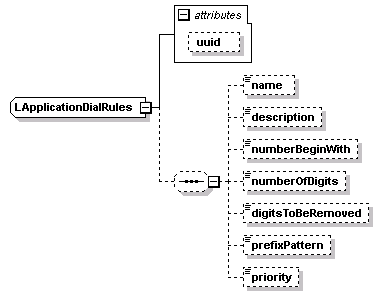 attributes
uuid
LApplicationDialRules
name
description
numberBeginWith
numberOfDigits
digitsToBeRemoved
prefixPattern
priority